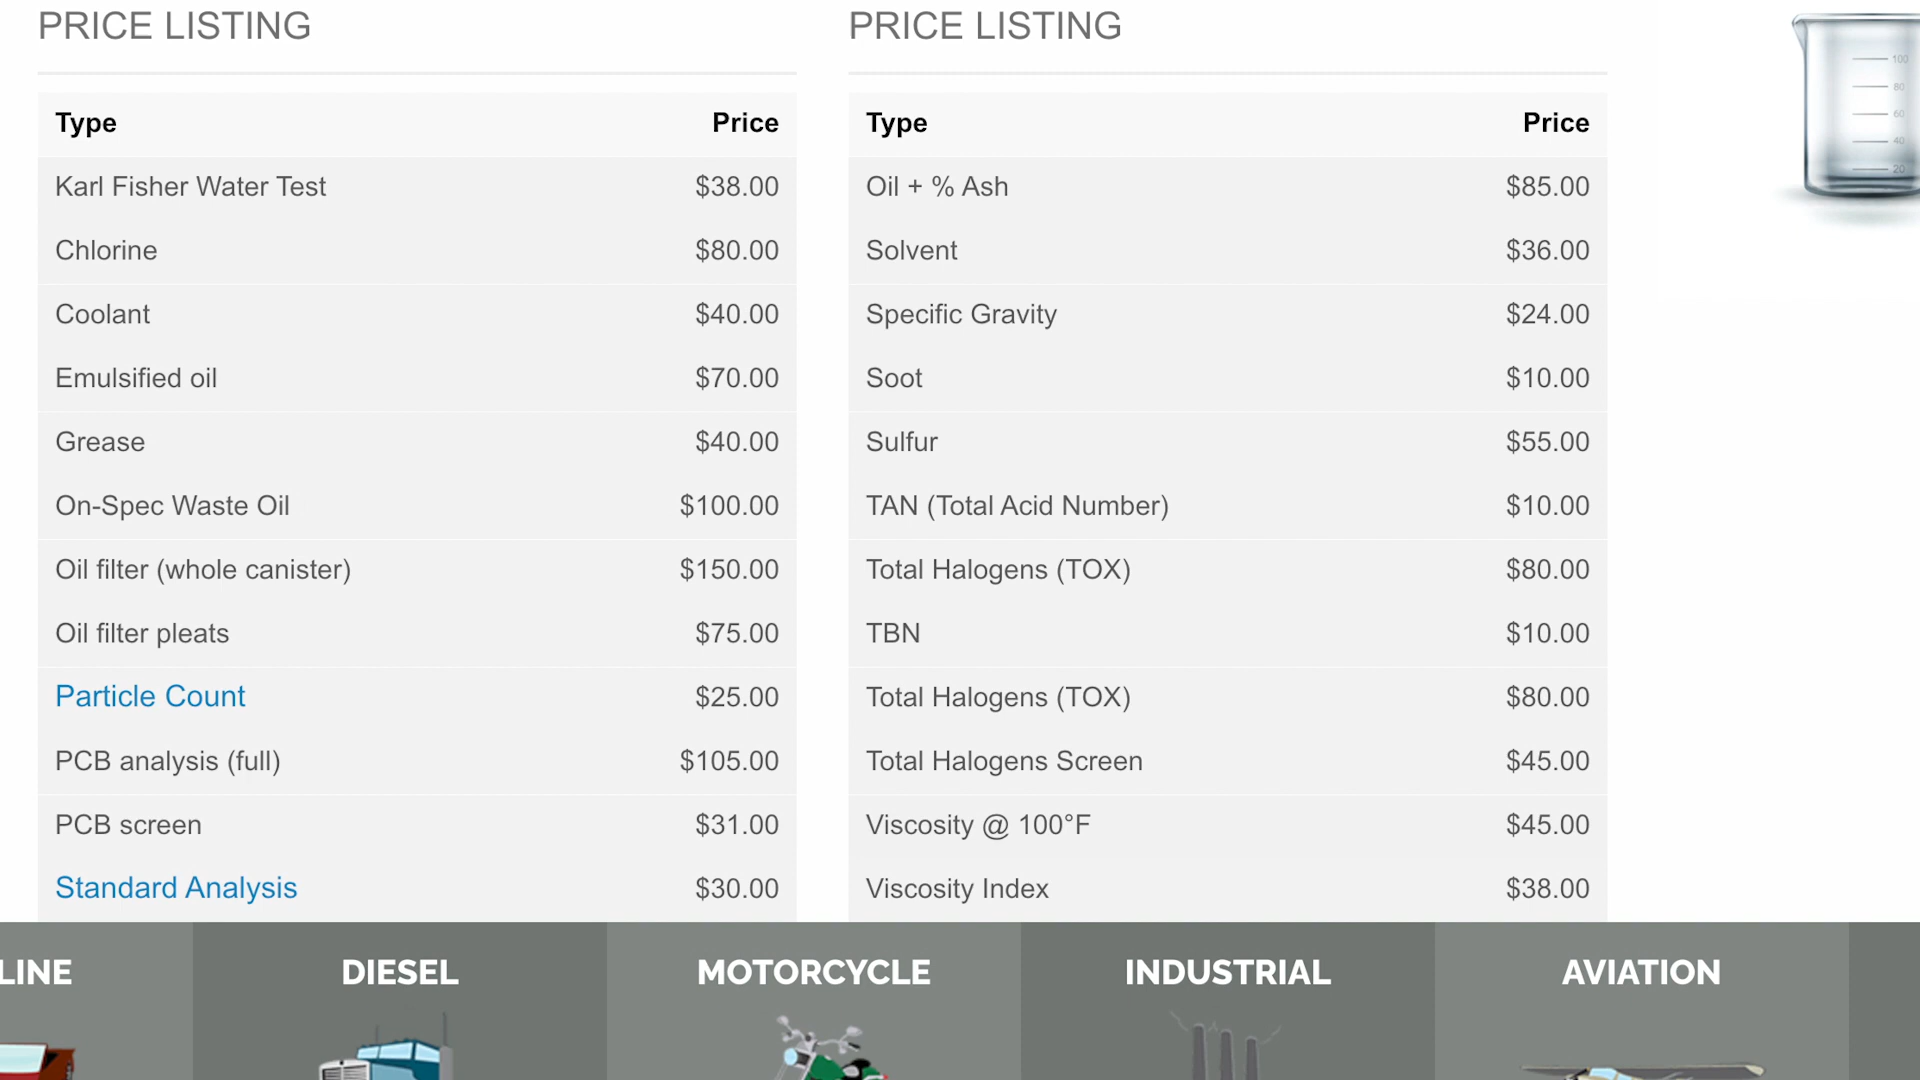 PRICE LISTING
Type Price
Karl Fisher Water Test $38.00
Chlorine $80.00
Coolant $40.00
Emulsified oil $70.00
Grease $40.00
On-Spec Waste Oil $100.00
Oil filter (whole canister) $150.00
Oil filter pleats $75.00
Particle Count $25.00
PCB analysis (full) $105.00
PCB screen $31.00
Standard Analysis $30.00
PRICE LISTING
Type Price
Oil + % Ash $85.00
Solvent $36.00
Specific Gravity $24.00
Soot $10.00
Sulfur $55.00
TAN (Total Acid Number) $10.00
Total Halogens (TOX) $80.00
TBN $10.00
Total Halogens (TOX) $80.00
Total Halogens Screen $45.00
Viscosity @ 100°F $45.00
Viscosity Index $38.00
100
80
60
40
20
LINE
DIESEL
MOTORCYCLE
INDUSTRIAL
AVIATION